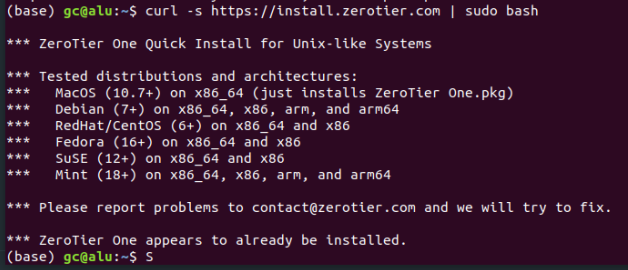 (base) gc@alu:~$ curl -s https://install.zerotier.com | sudo bash
*** ZeroTier One Quick Install for Unix-like Systems
*** Tested distributions and architectures:
***   MacOS (10.7+) on x86_64 (just installs ZeroTier One.pkg)
***   Debian (7+) on x86_64, x86, arm, and arm64
***   RedHat/CentOS (6+) on x86_64 and x86
***   Fedora (16+) on x86_64 and x86
***   SuSE (12+) on x86_64 and x86
***   Mint (18+) on x86_64, x86, arm, and arm64
*** Please report problems to contact@zerotier.com and we will try to fix.
*** ZeroTier One appears to already be installed.
(base) gc@alu:~$ S